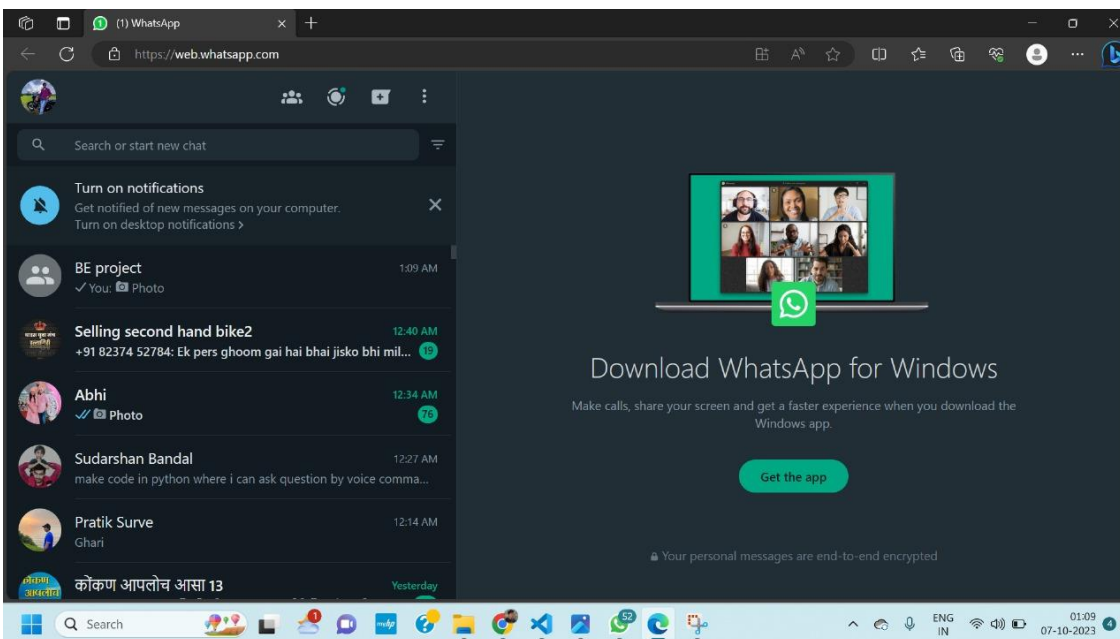 (1) WhatsApp
https://web.whatsapp.com
Search or start new chat
Turn on notifications
Get notified of new messages on your computer.
Turn on desktop notifications >
BE project
1:09 AM
You: Photo
Selling second hand bike2
12:40 AM
+91 82374 52784: Ek pers ghoom gai hai bhai jisko bhi mil...
19
Abhi
12:34 AM
Photo
76
Sudarshan Bandal
12:27 AM
make code in python where i can ask question by voice comma...
Pratik Surve
12:14 AM
Ghari
कोंकण आपलोच आसा 13
Yesterday
Download WhatsApp for Windows
Make calls, share your screen and get a faster experience when you download the
Windows app.
Get the app
Your personal messages are end-to-end encrypted
Search
52
ENG
IN
01:09
07-10-2023
4